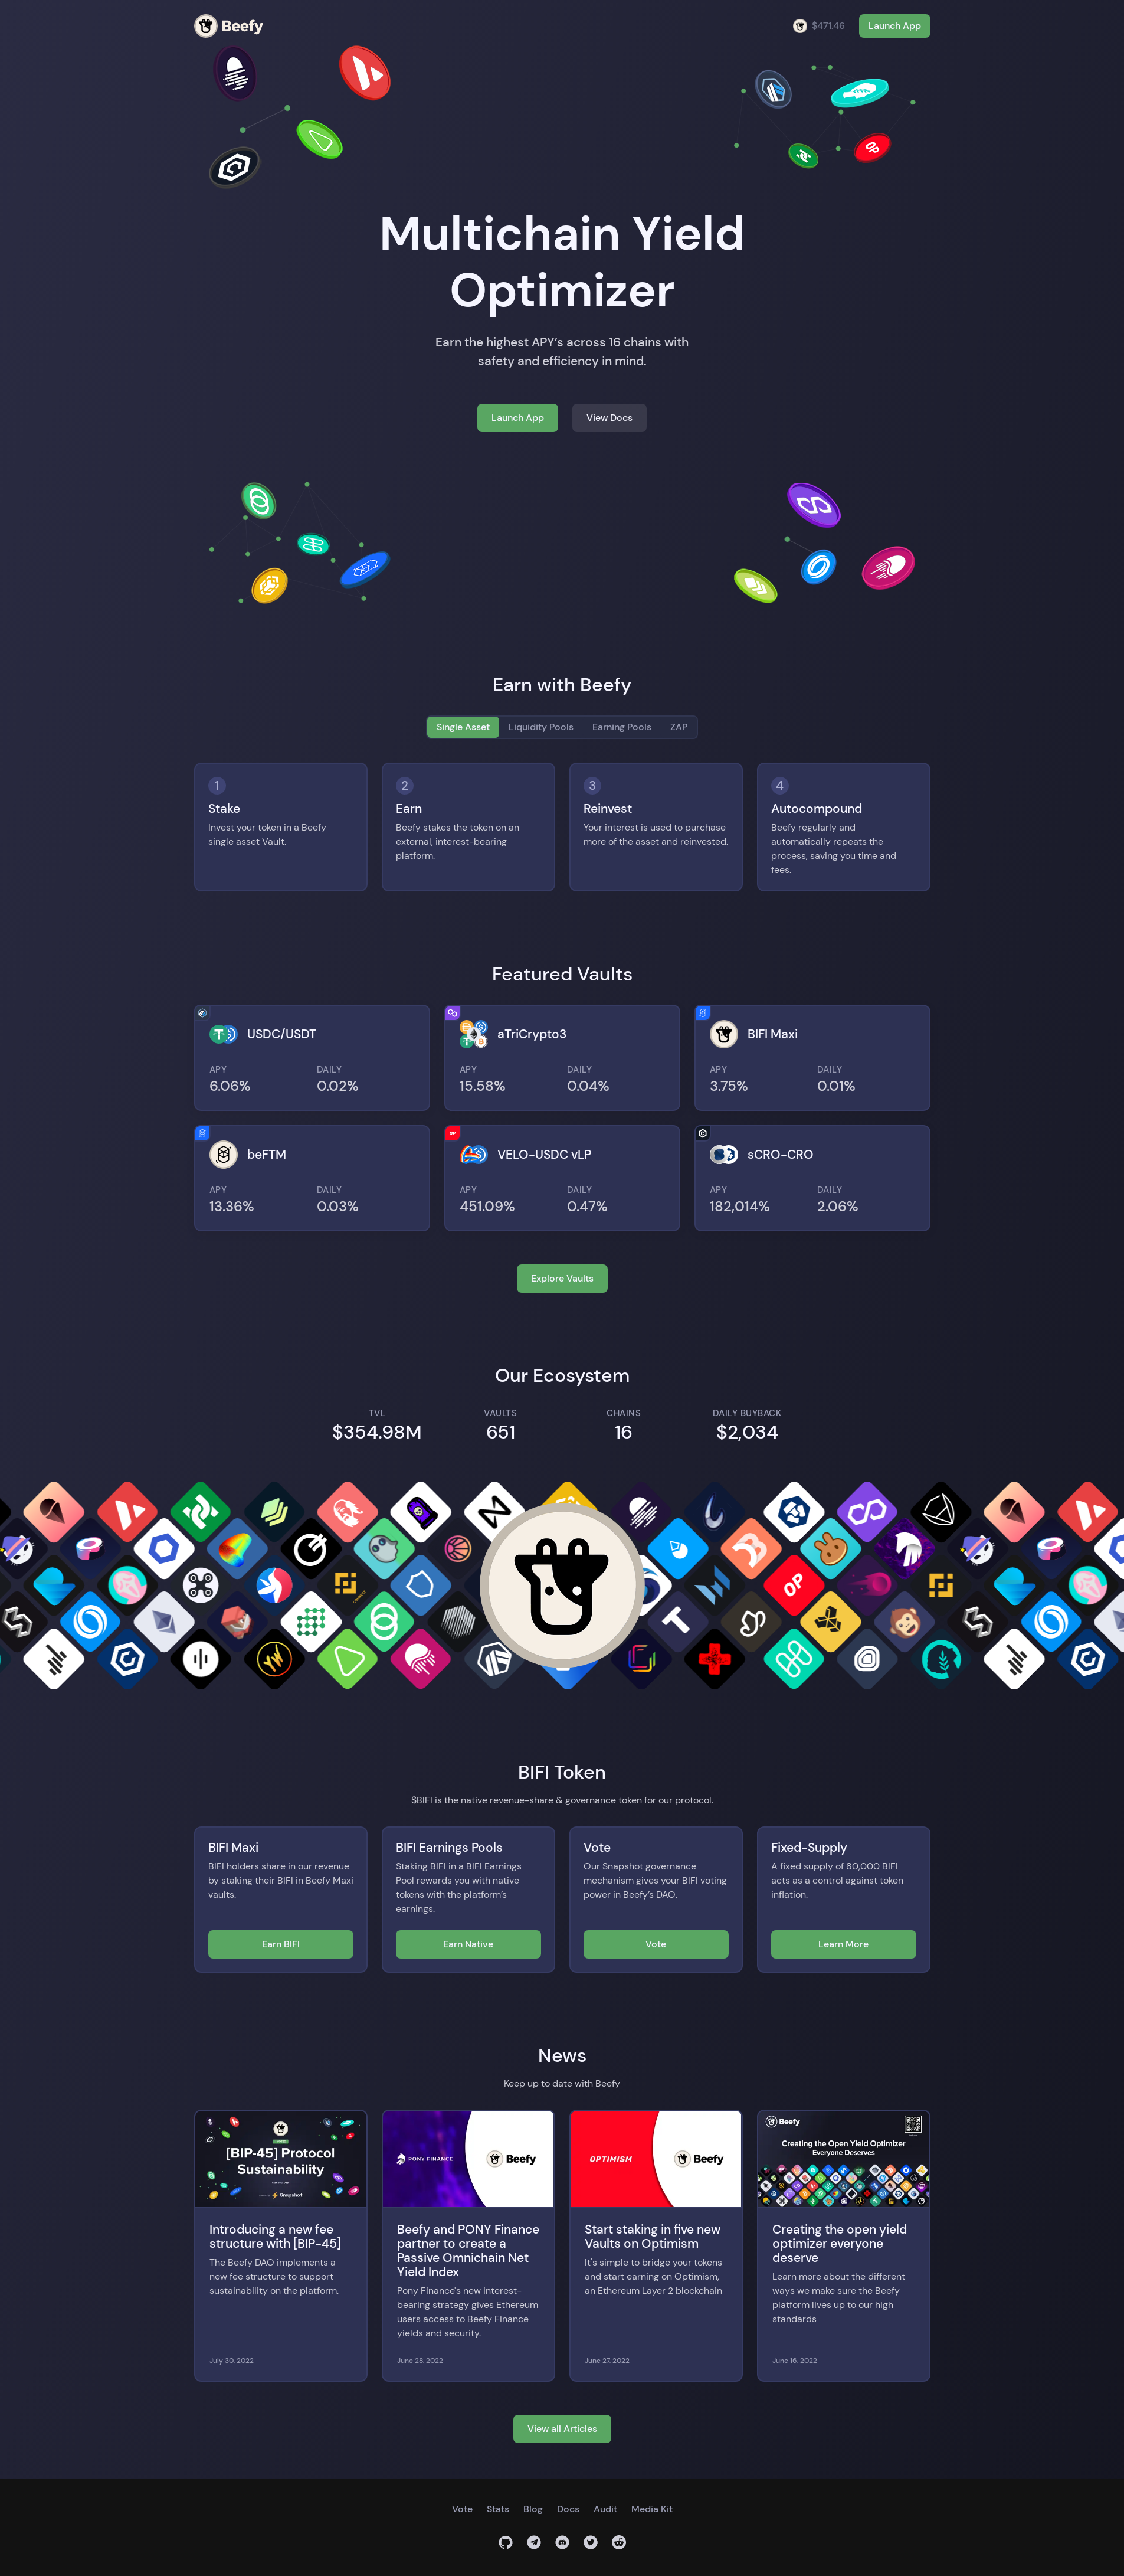 Beefy
$471.46
Launch App
Multichain Yield
Optimizer
Earn the highest APY's across 16 chains with
safety and efficiency in mind.
Launch App
View Docs
Earn with Beefy
Single Asset
Liquidity Pools
Earning Pools
ZAP
1
Stake
Invest your token in a Beefy
single asset Vault.
2
Earn
Beefy stakes the token on an
external, interest-bearing
platform.
3
Reinvest
Your interest is used to purchase
more of the asset and reinvested.
4
Autocompound
Beefy regularly and
automatically repeats the
process, saving you time and
fees.
Featured Vaults
USDC/USDT
APY
DAILY
6.06%
0.02%
aTriCrypto3
APY
DAILY
15.58%
0.04%
BIFI Maxi
APY
DAILY
3.75%
0.01%
beFTM
APY
DAILY
13.36%
0.03%
VELO-USDC vLP
APY
DAILY
451.09%
0.47%
sCRO-CRO
APY
DAILY
182,014%
2.06%
Explore Vaults
Our Ecosystem
TVL
$354.98M
VAULTS
651
CHAINS
16
DAILY BUYBACK
$2,034
BIFI Token
$BIFI is the native revenue-share & governance token for our protocol.
BIFI Maxi
BIFI holders share in our revenue
by staking their BIFI in Beefy Maxi
vaults.
Earn BIFI
BIFI Earnings Pools
Staking BIFI in a BIFI Earnings
Pool rewards you with native
tokens with the platform's
earnings.
Earn Native
Vote
Our Snapshot governance
mechanism gives your BIFI voting
power in Beefy's DAO.
Vote
Fixed-Supply
A fixed supply of 80,000 BIFI
acts as a control against token
inflation.
Learn More
News
Keep up to date with Beefy
[BIP-45] Protocol
Sustainability
Snapshot
Introducing a new fee
structure with [BIP-45]
The Beefy DAO implements a
new fee structure to support
sustainability on the platform.
July 30, 2022
PONY FINANCE
Beefy
Beefy and PONY Finance
partner to create a
Passive Omnichain Net
Yield Index
Pony Finance's new interest-
bearing strategy gives Ethereum
users access to Beefy Finance
yields and security.
June 28, 2022
OPTIMISM
Beefy
Start staking in five new
Vaults on Optimism
It's simple to bridge your tokens
and start earning on Optimism,
an Ethereum Layer 2 blockchain
June 27, 2022
Beefy
Creating the Open Yield Optimizer
Everyone Deserves
Creating the open yield
optimizer everyone
deserve
Learn more about the different
ways we make sure the Beefy
platform lives up to our high
standards
June 16, 2022
View all Articles
Vote
Stats
Blog
Docs
Audit
Media Kit